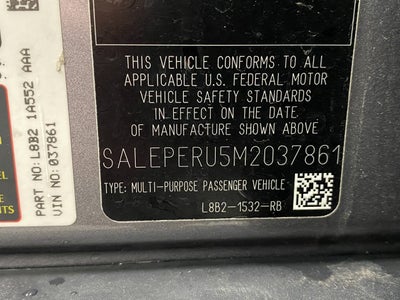 THIS VEHICLE CONFORMS TO ALL
APPLICABLE U.S. FEDERAL MOTOR
VEHICLE SAFETY STANDARDS
IN EFFECT ON THE DATE
OF MANUFACTURE SHOWN ABOVE
SALEPERU5M2037861
TYPE: MULTI-PURPOSE PASSENGER VEHICLE
L8B2-1532-RB
PART NO: L8B2 1A552 AAA
VIN NO: 037861